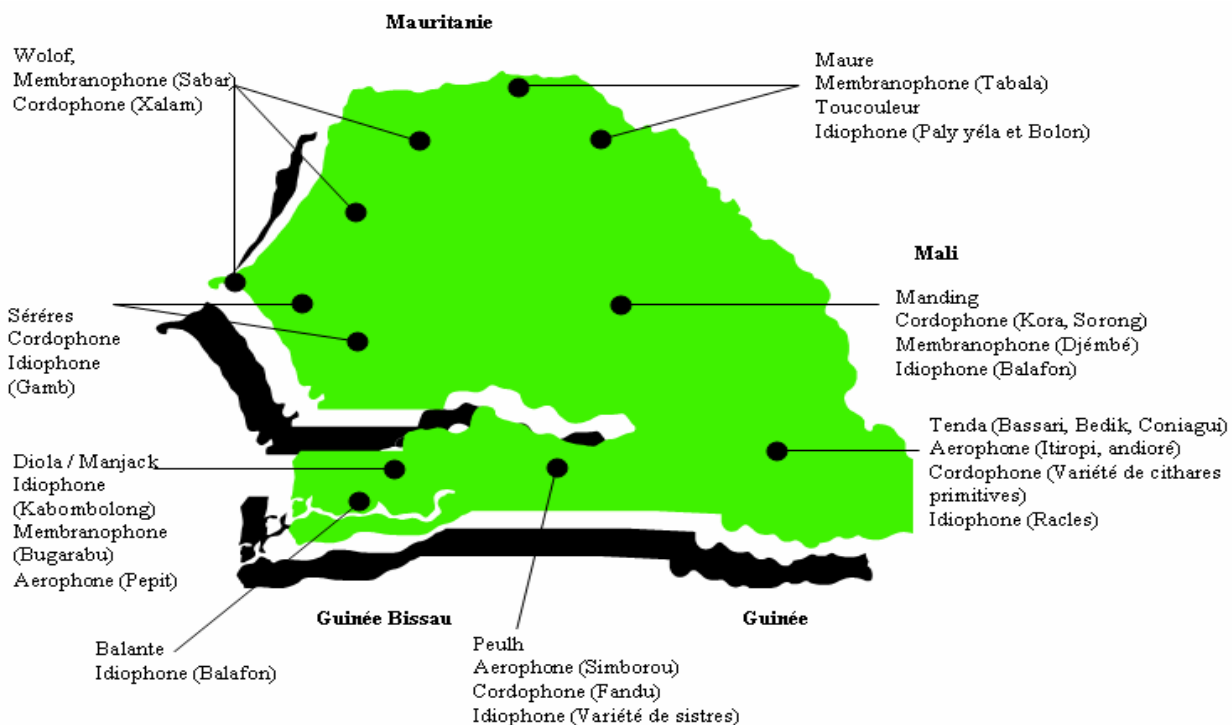 Mauritanie
Wolof,
Membranophone (Sabar)
Cordophone (Xalam)
Maure
Membranophone (Tabala)
Toucouleur
Idiophone (Paly yéla et Bolon)
Mali
Manding
Cordophone (Kora, Sorong)
Membranophone (Djémbé)
Idiophone (Balafon)
Séréres
Cordophone
Idiophone
(Gamb)
Tenda (Bassari, Bedik, Coniagui)
Aerophone (Itiropi, andioré)
Cordophone (Variété de cithares
primitives)
Idiophone (Racles)
Diola / Manjack
Idiophone
(Kabombolong)
Membranophone
(Bugarabu)
Aerophone (Pepit)
Guinée Bissau
Guinée
Balante
Idiophone (Balafon)
Peulh
Aerophone (Simborou)
Cordophone (Fandu)
Idiophone (Variété de sistres)